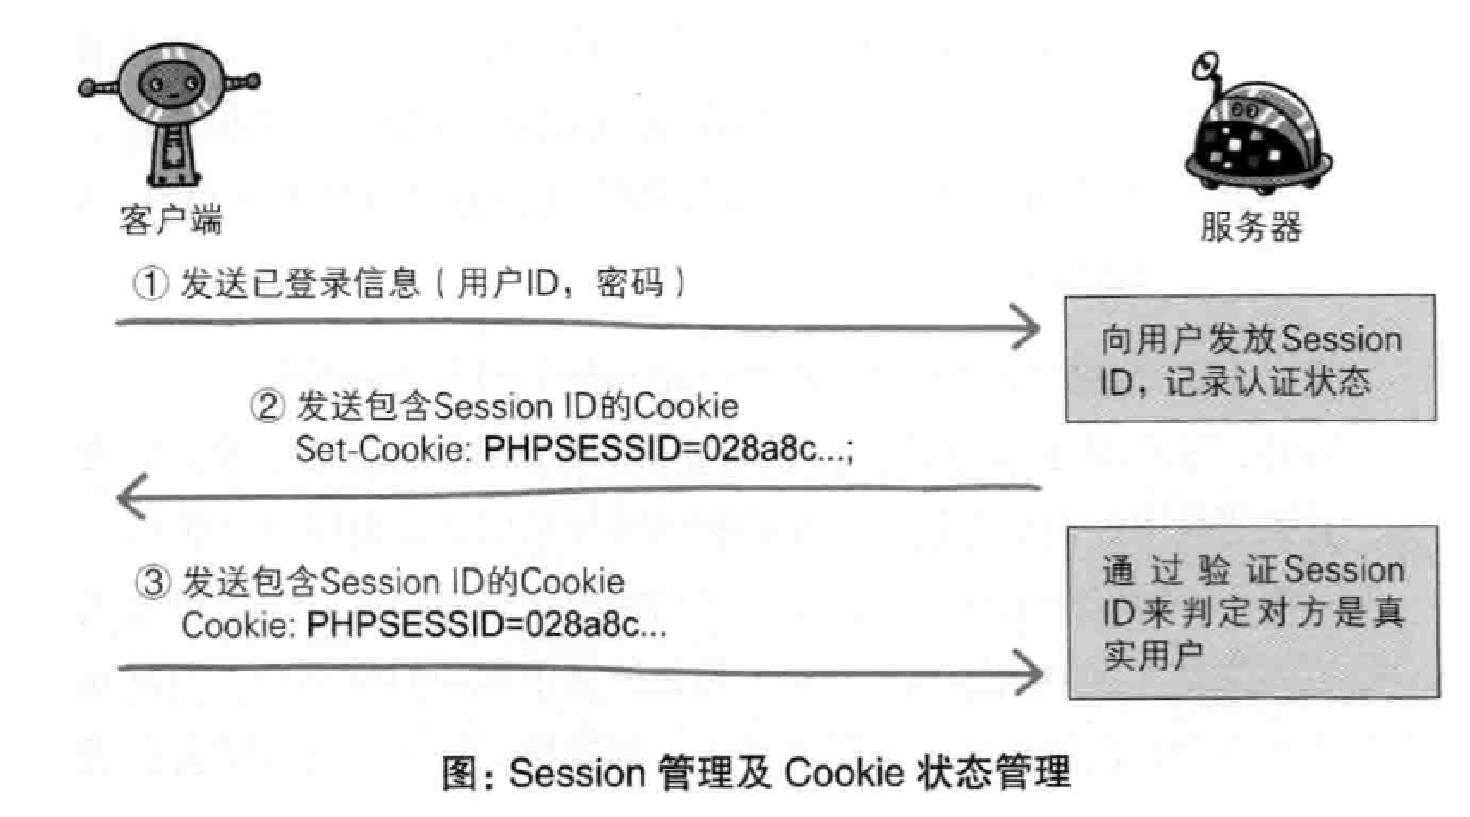 客户端
服务器
① 发送已登录信息（用户ID，密码）
向用户发放Session
ID，记录认证状态
② 发送包含Session ID的Cookie
Set-Cookie: PHPSESSID=028a8c...;
③ 发送包含Session ID的Cookie
Cookie: PHPSESSID=028a8c...
通过验证Session
ID来判定对方是真
实用户
图：Session 管理及 Cookie 状态管理